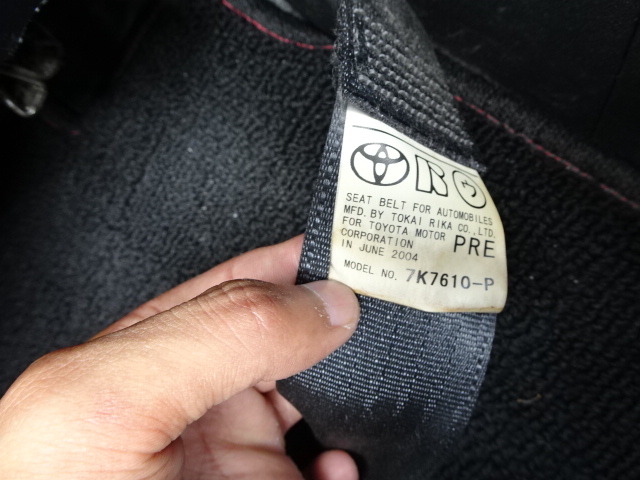 SEAT BELT FOR AUTOMOBILES
MFD. BY TOKAI RIKA CO.,LTD.
FOR TOYOTA MOTOR PRE
CORPORATION
IN JUNE 2004
MODEL NO. 7K7610-P